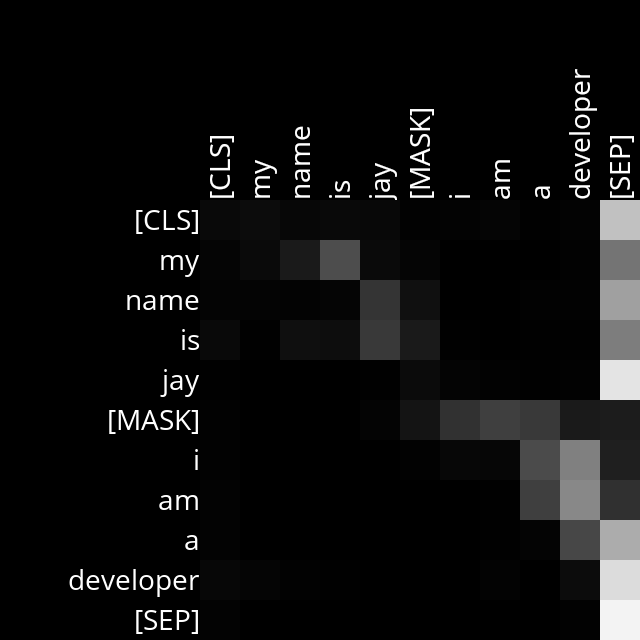 [CLS] my name is jay [MASK] i am a developer [SEP]
[CLS]
my
name
is
jay
[MASK]
i
am
a
developer
[SEP]